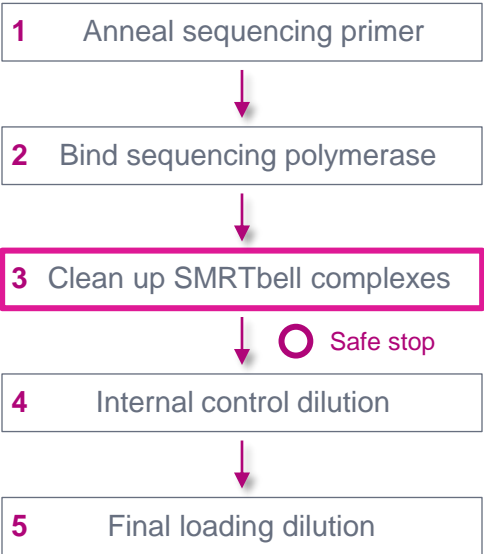 1 Anneal sequencing primer
2 Bind sequencing polymerase
3 Clean up SMRTbell complexes
Safe stop
4 Internal control dilution
5 Final loading dilution